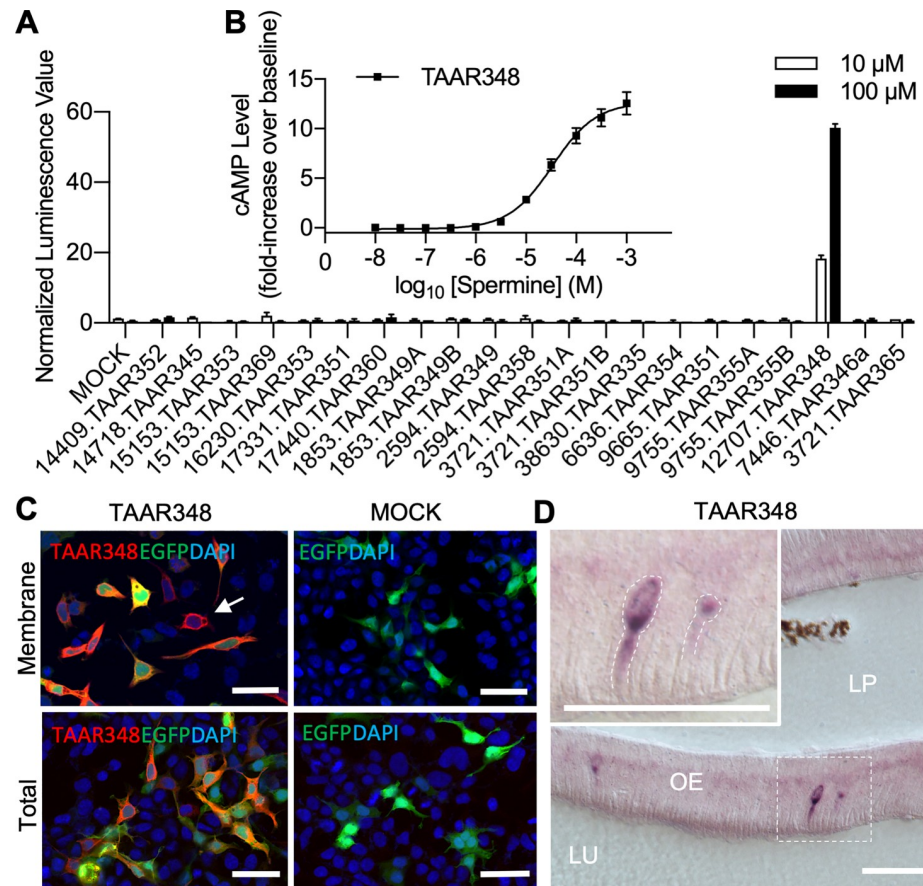 A
B
Normalized Luminescence Value
60
40
20
0
cAMP Level
(fold-increase over baseline)
15
10
5
0
TAAR348
0
-8
-7
-6
-5
-4
-3
log10 [Spermine] (M)
10 µM
100 µM
MOCK
14409.TAAR352
14718.TAAR345
15153.TAAR353
15153.TAAR369
16230.TAAR353
17331.TAAR351
17440.TAAR360
1853.TAAR349A
1853.TAAR349B
2594.TAAR349
2594.TAAR358
3721.TAAR351A
3721.TAAR351B
38630.TAAR335
6636.TAAR354
9665.TAAR351
9755.TAAR355A
9755.TAAR355B
12707.TAAR348
7446.TAAR346a
3721.TAAR365
C
TAAR348
MOCK
Membrane
TAAR348EGFPDAPI
EGFPDAPI
Total
TAAR348EGFPDAPI
EGFPDAPI
D
TAAR348
LP
OE
LU